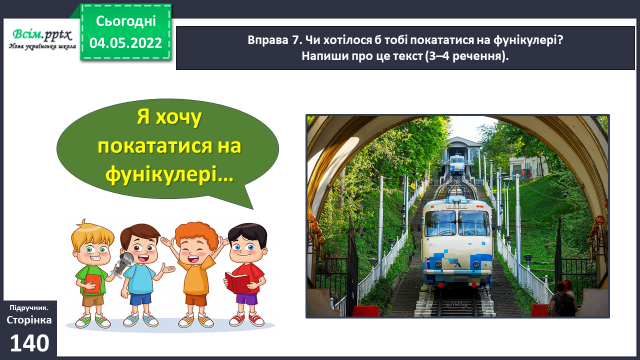 Всім.pptx
Нова українська школа
Сьогодні
04.05.2022
Вправа 7. Чи хотілося б тобі покататися на фунікулері?
Напиши про це текст (3–4 речення).
Я хочу
покататися на
фунікулері...
Підручник.
Сторінка
140